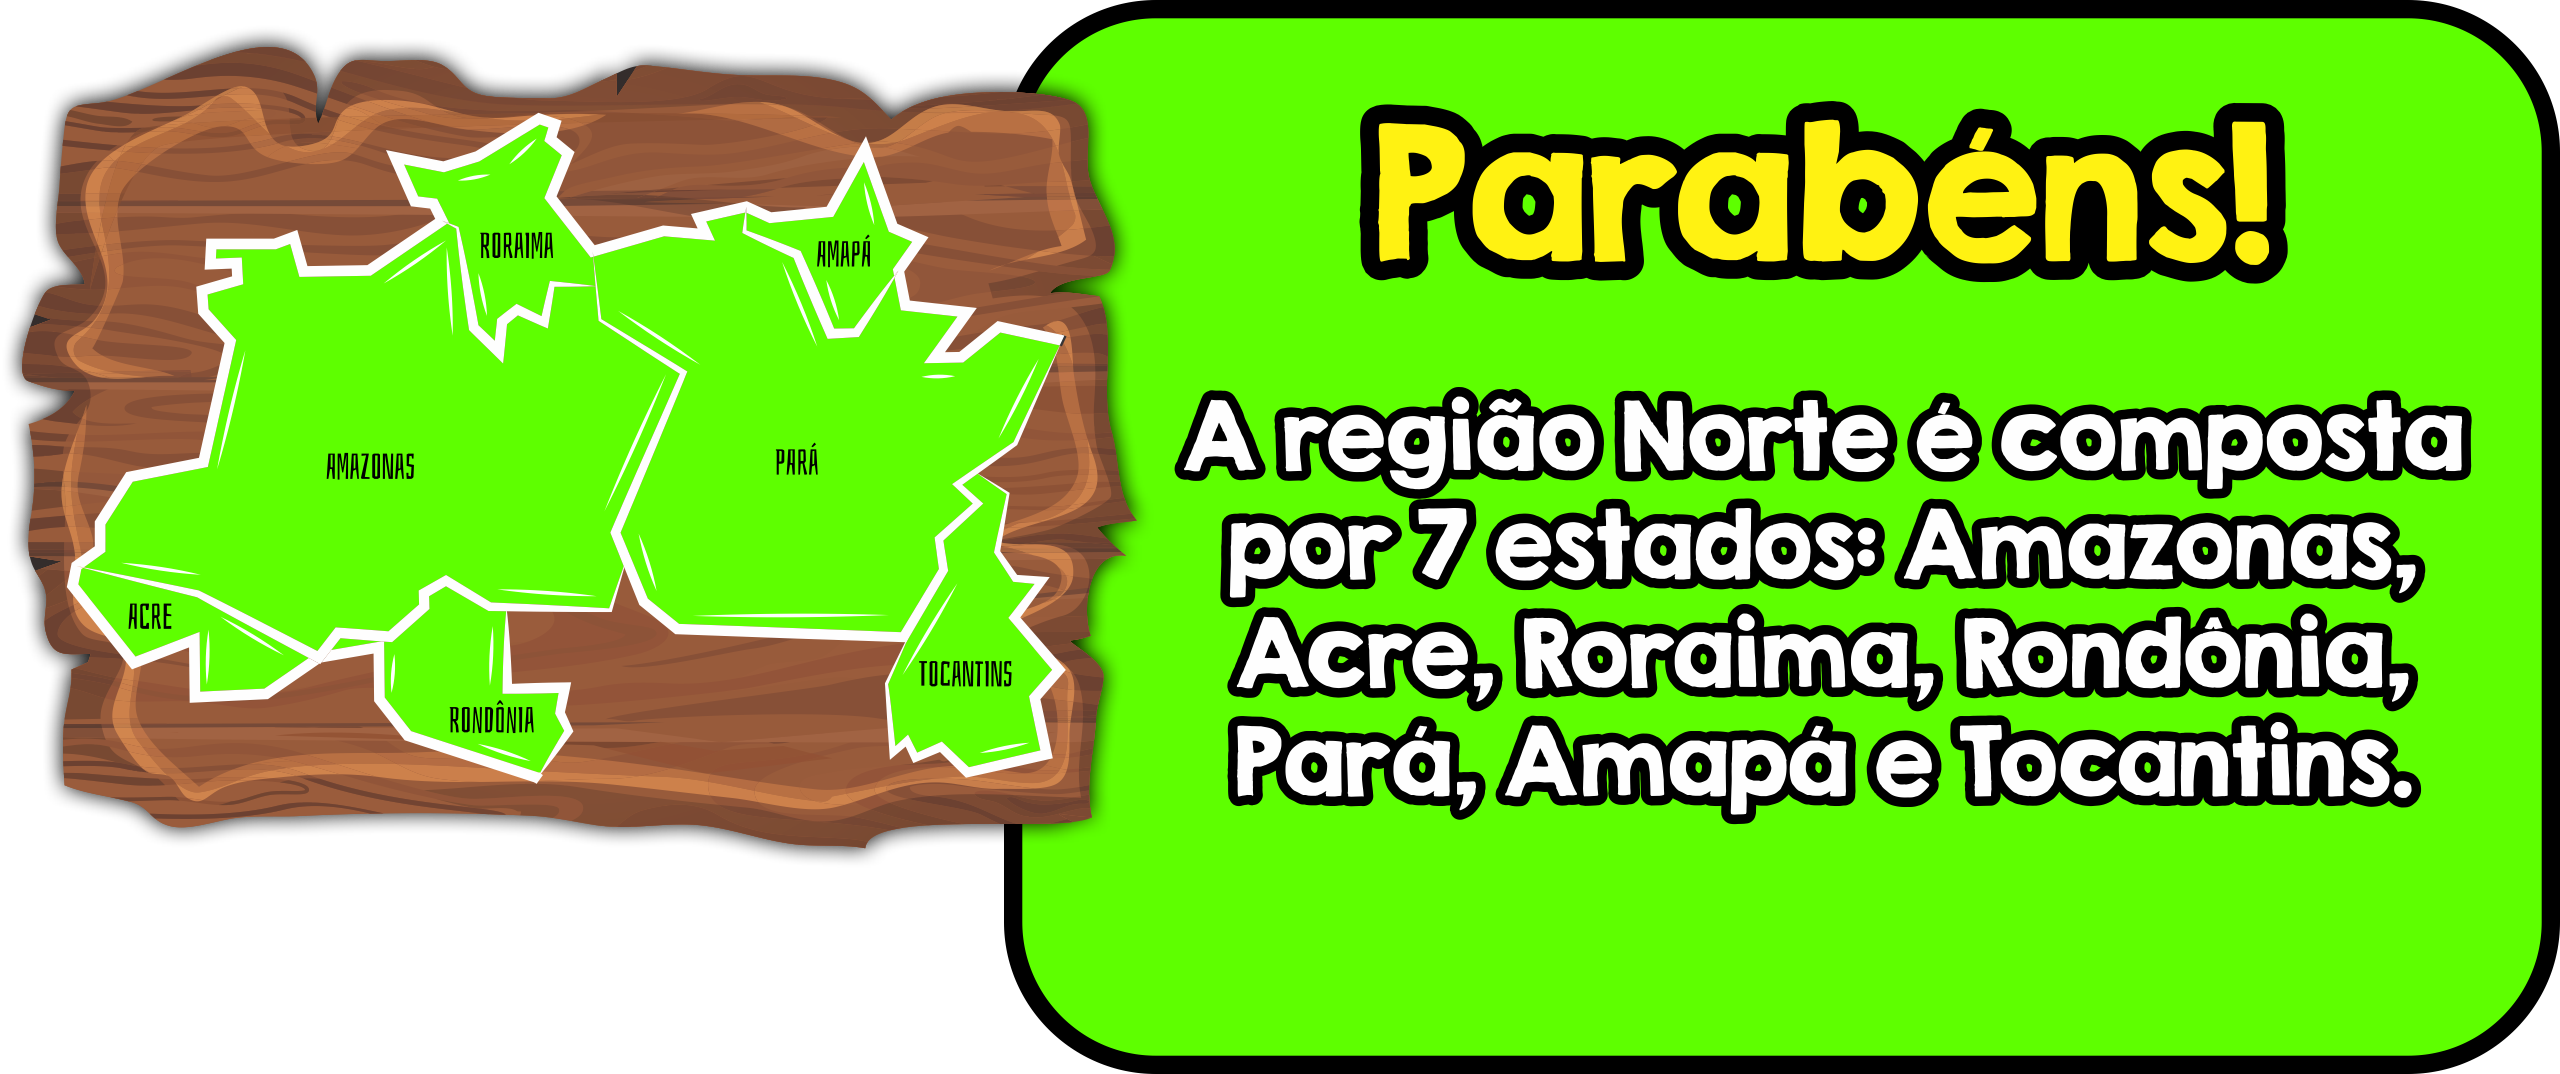 RORAIMA
AMAPÁ
AMAZONAS
PARÁ
ACRE
TOCANTINS
RONDÔNIA
Parabéns!
A região Norte é composta
por 7 estados: Amazonas,
Acre, Roraima, Rondônia,
Pará, Amapá e Tocantins.